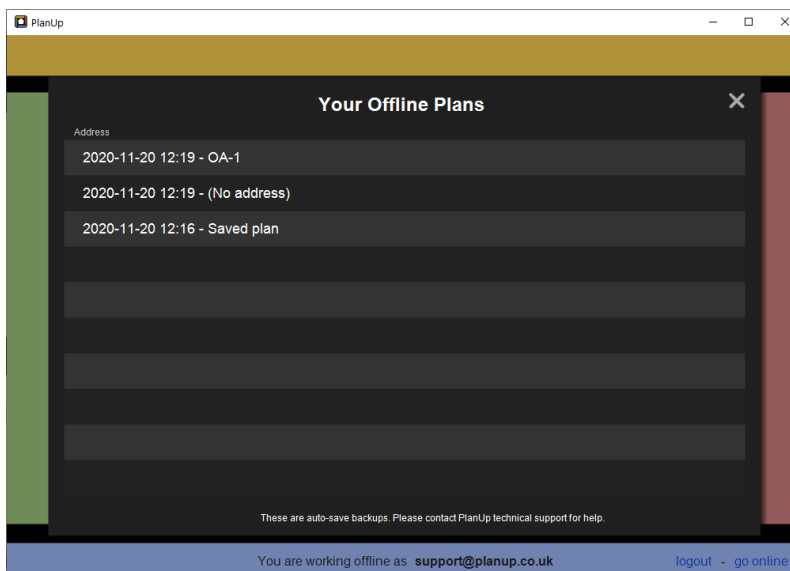 PlanUp
Your Offline Plans
Address
2020-11-20 12:19 - OA-1
2020-11-20 12:19 - (No address)
2020-11-20 12:16 - Saved plan
These are auto-save backups. Please contact PlanUp technical support for help.
You are working offline as support@planup.co.uk logout - go online